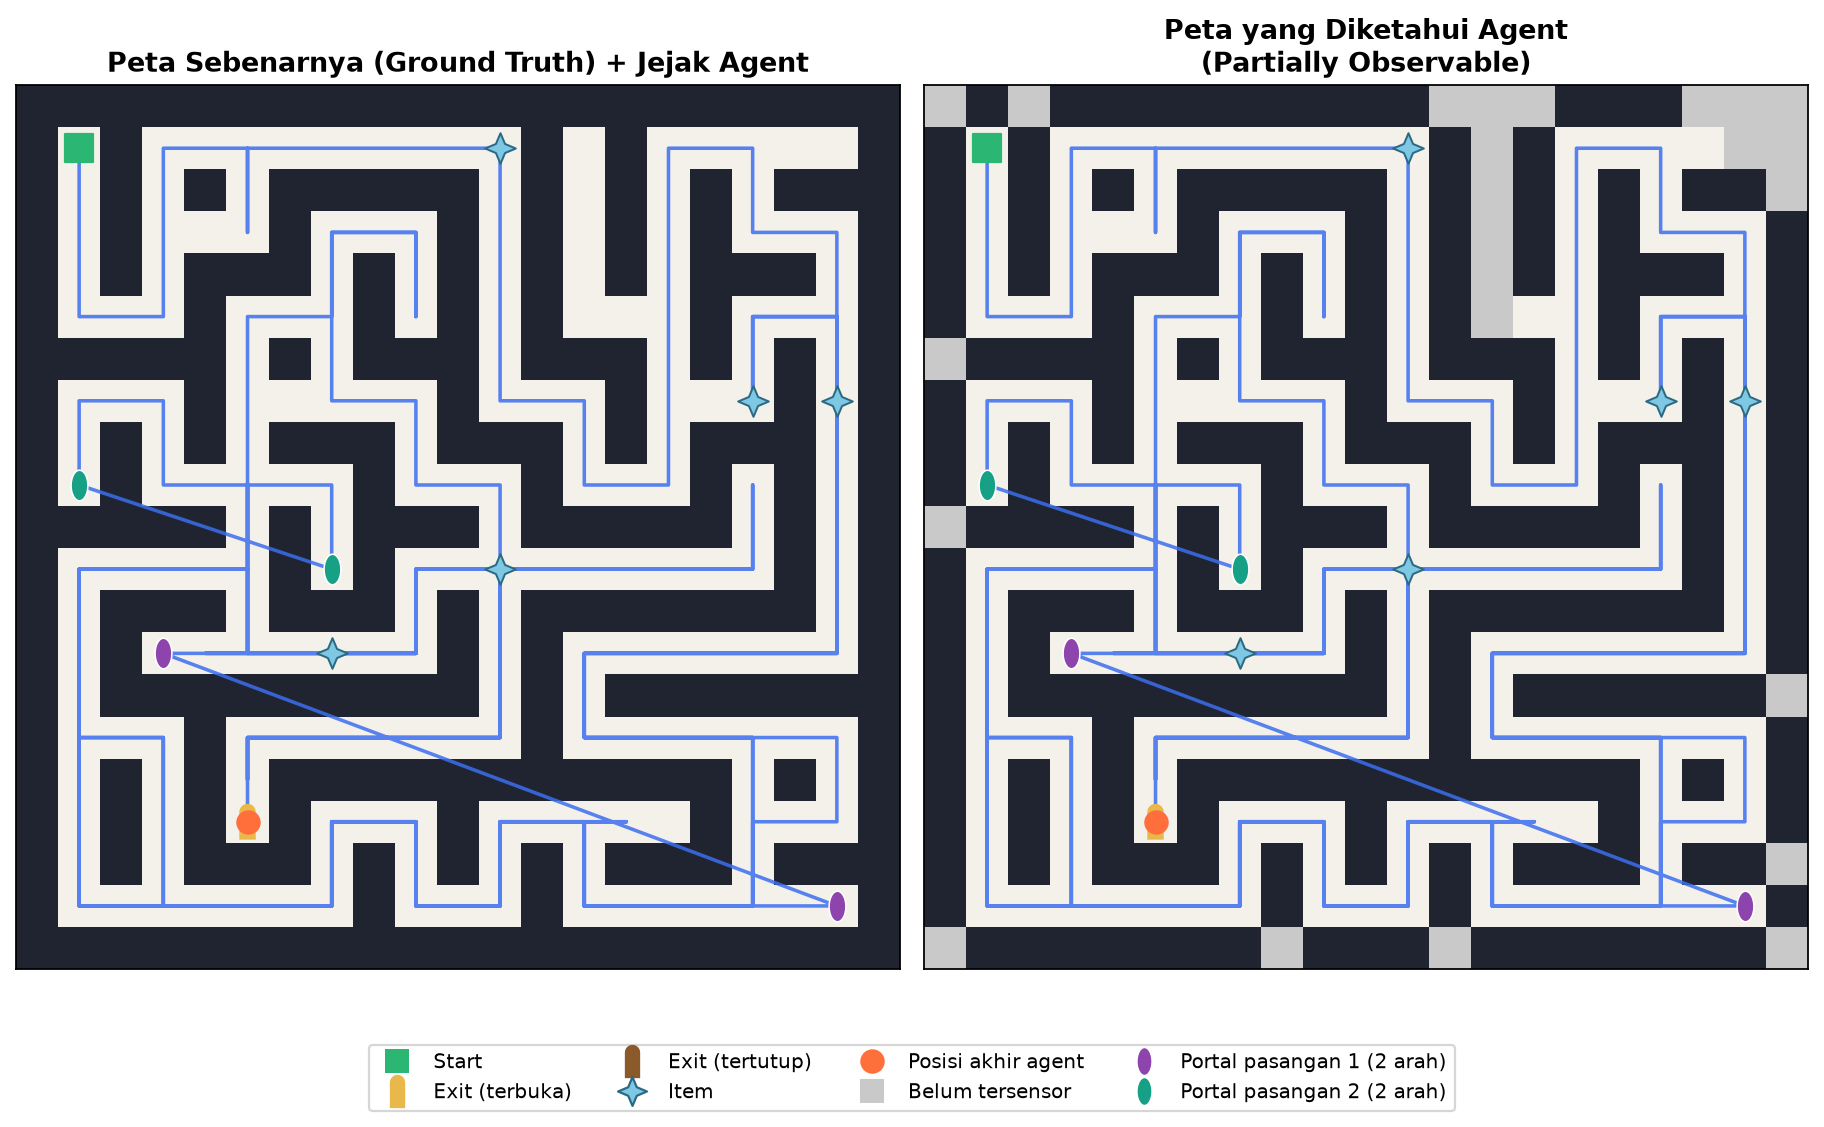 Peta Sebenarnya (Ground Truth) + Jejak Agent
Peta yang Diketahui Agent
(Partially Observable)
Start
Exit (terbuka)
Exit (tertutup)
Item
Posisi akhir agent
Belum tersensor
Portal pasangan 1 (2 arah)
Portal pasangan 2 (2 arah)